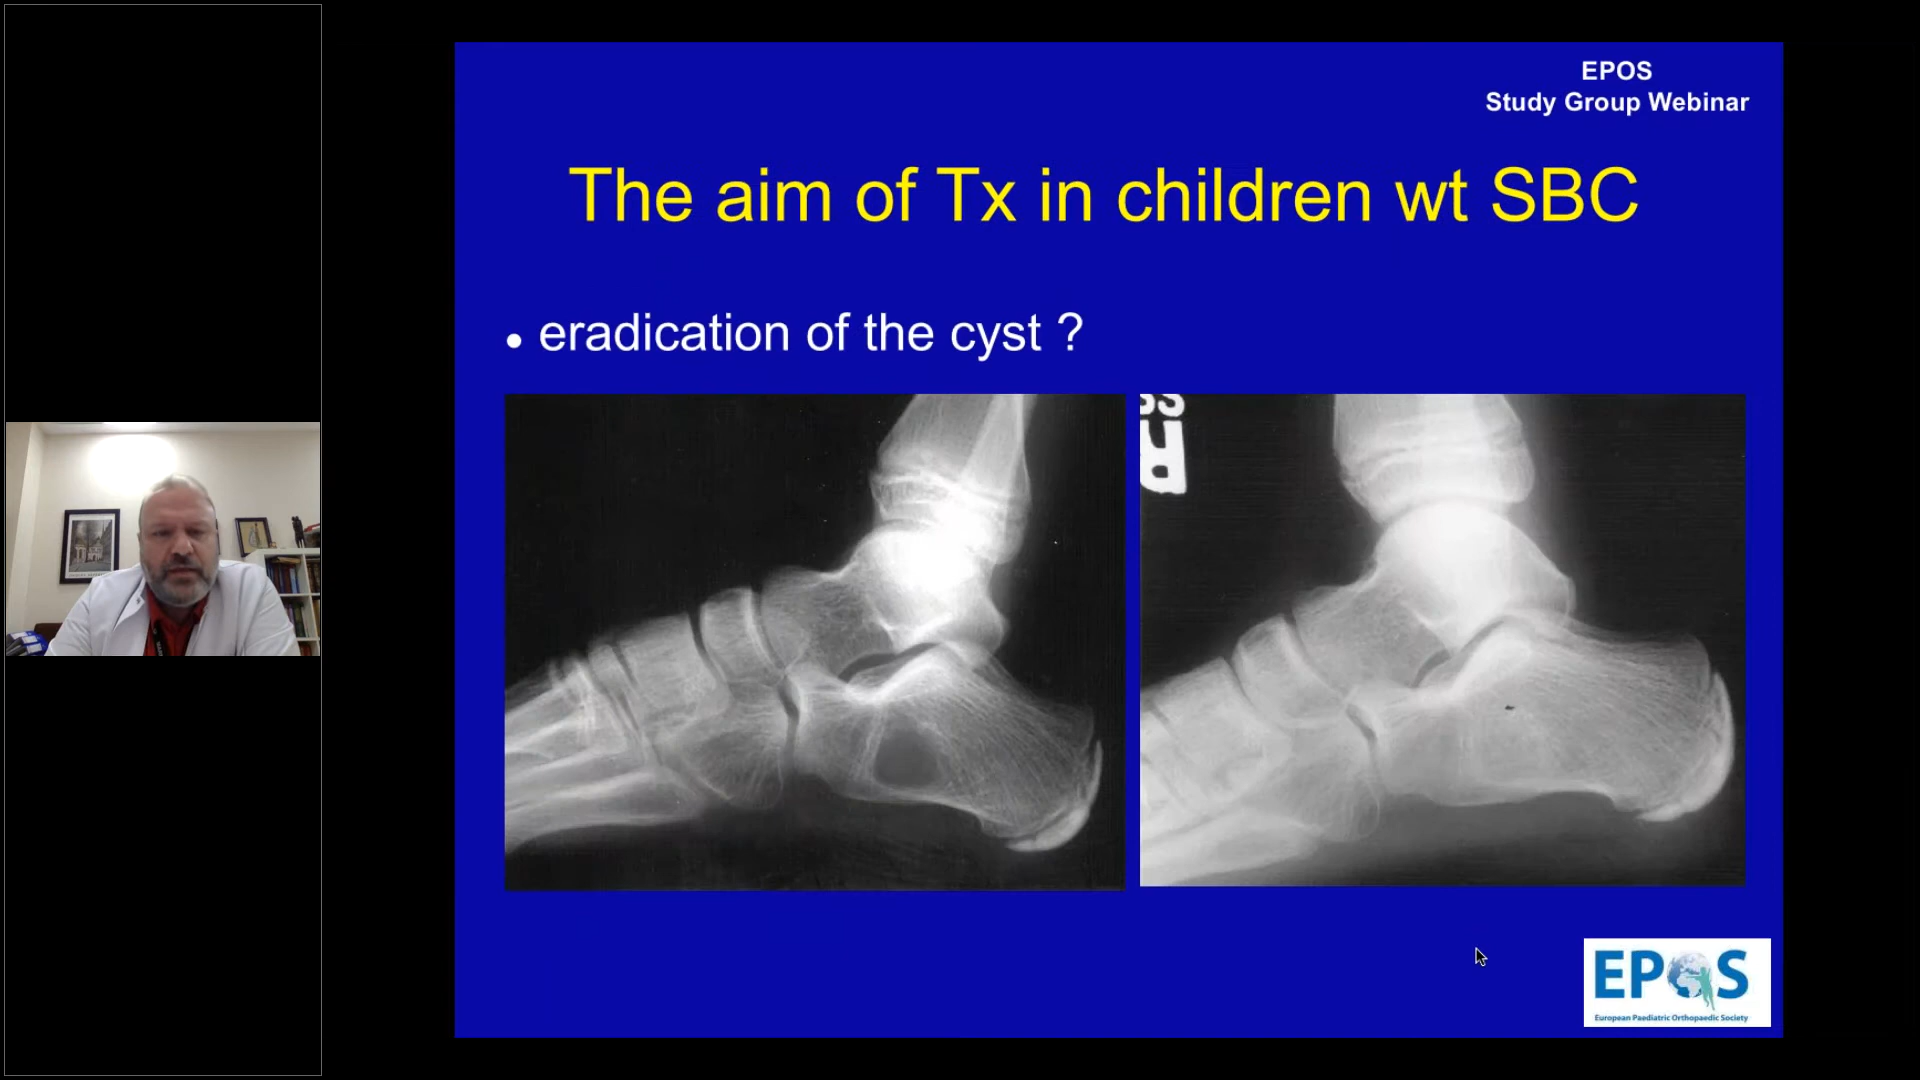 EPOS
Study Group Webinar
The aim of Tx in children wt SBC
● eradication of the cyst ?
EPOS
European Paediatric Orthopaedic Society